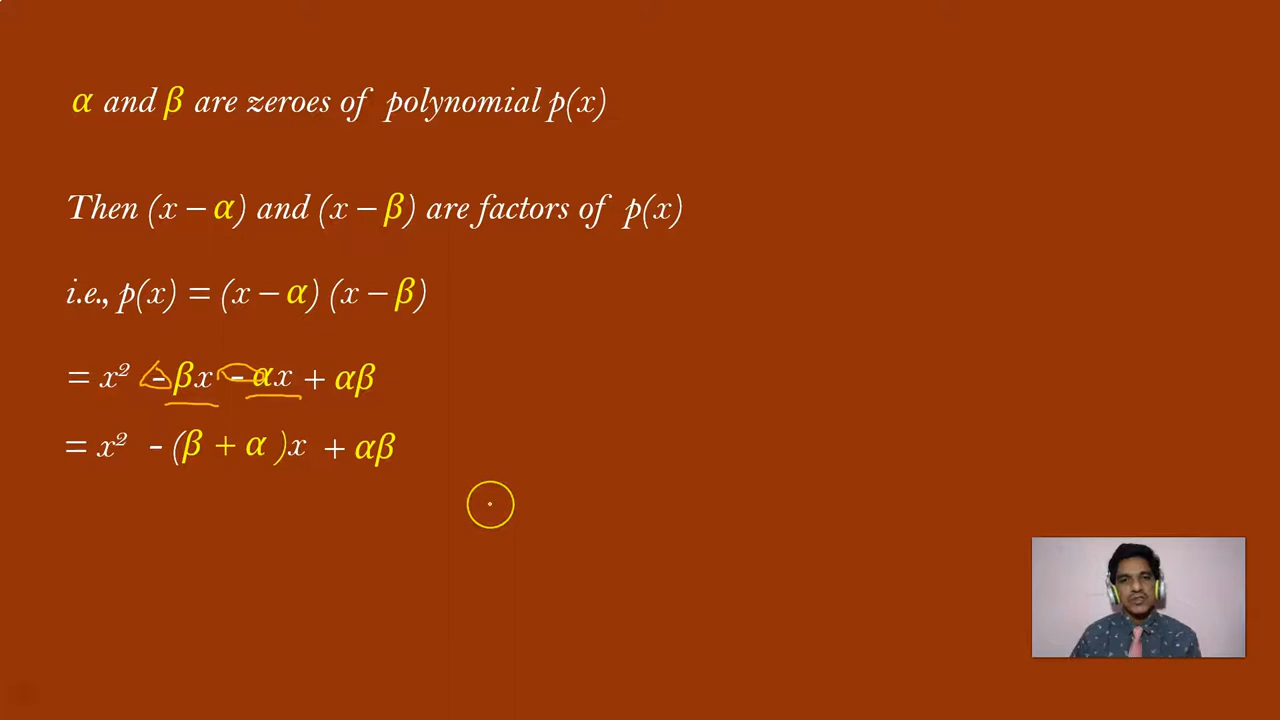 α and β are zeroes of polynomial p(x)
Then (x – α) and (x – β) are factors of p(x)
i.e., p(x) = (x – α) (x – β)
= x² - βx - αx + αβ
= x² - (β + α )x + αβ